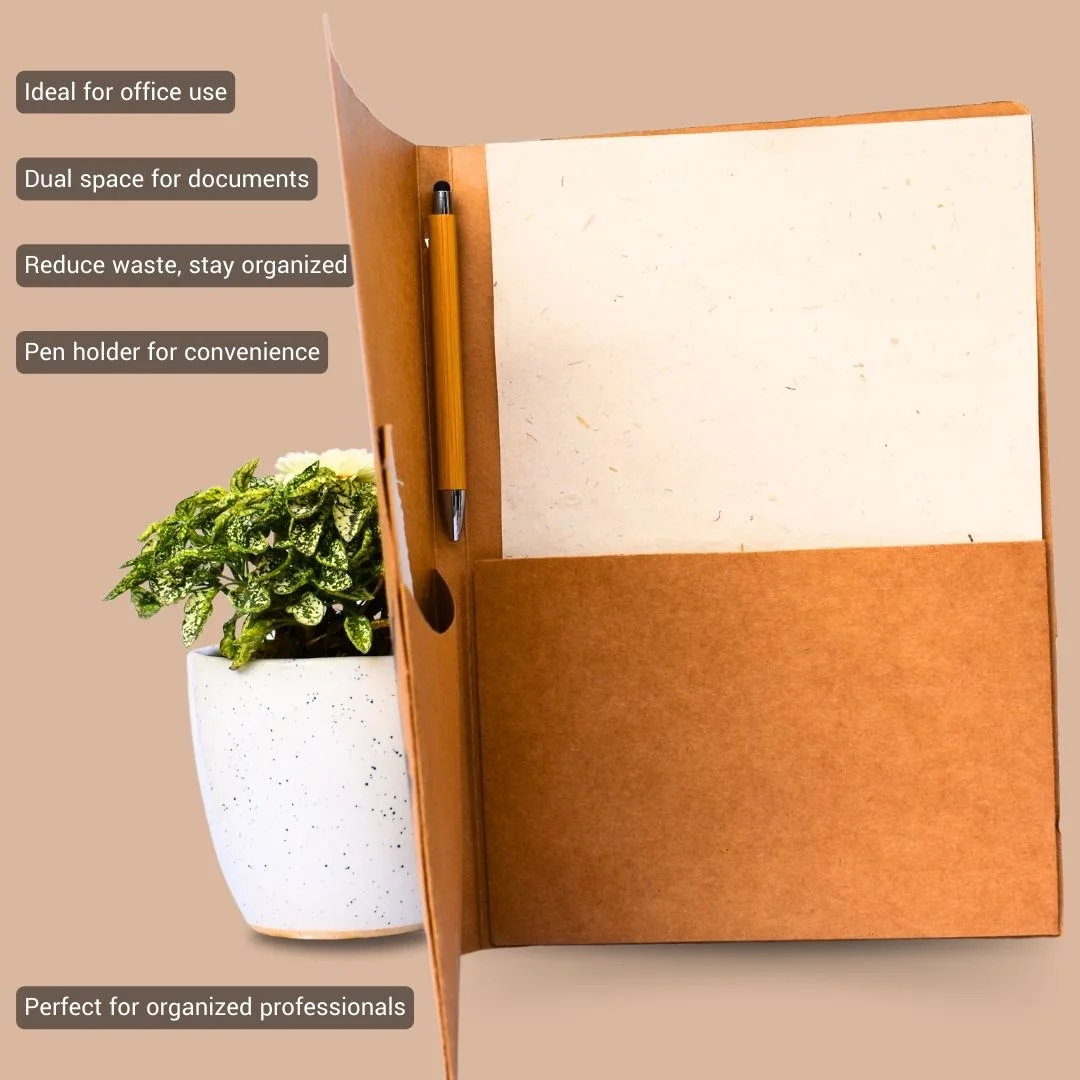 Ideal for office use
Dual space for documents
Reduce waste, stay organized
Pen holder for convenience
Perfect for organized professionals